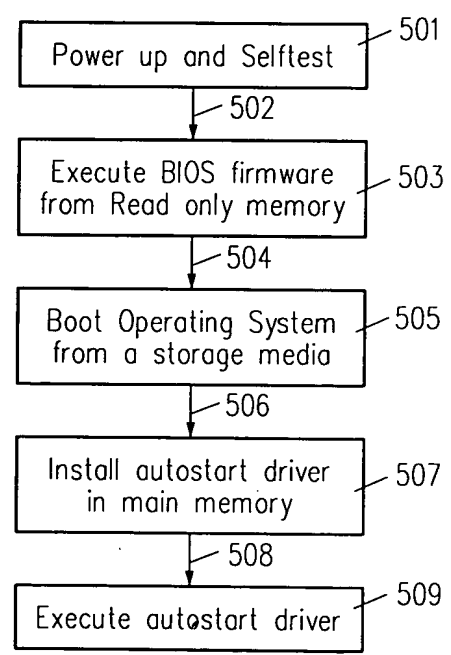 Power up and Selftest
501
502
Execute BIOS firmware
from Read only memory
503
504
Boot Operating System
from a storage media
505
506
Install autostart driver
in main memory
507
508
Execute autostart driver
509